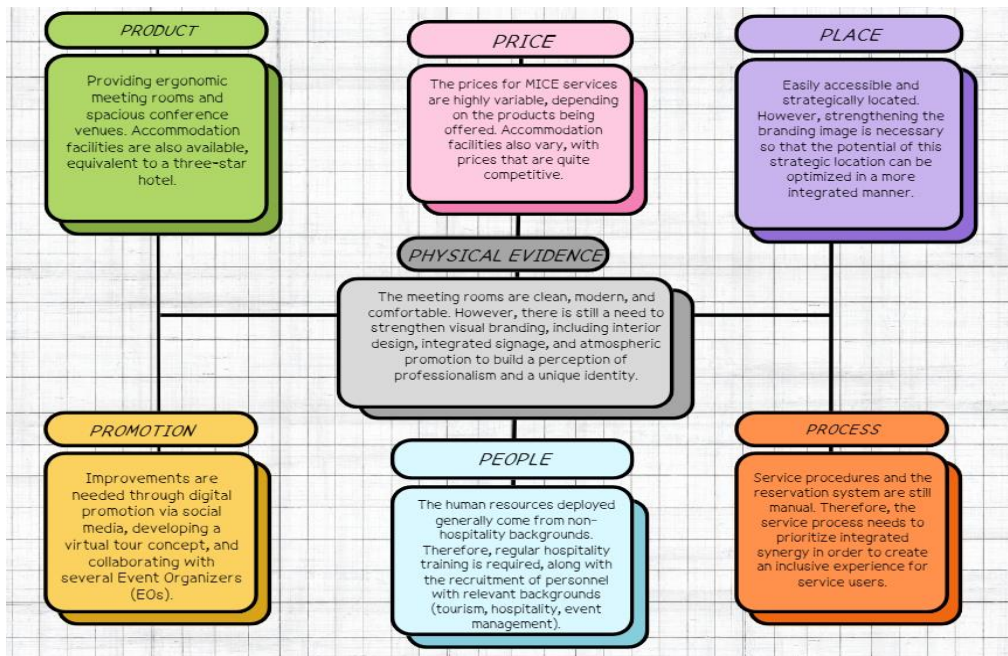 PRODUCT
Providing ergonomic
meeting rooms and
spacious conference
venues. Accommodation
facilities are also available,
equivalent to a three-star
hotel.
PRICE
The prices for MICE services
are highly variable, depending
on the products being
offered. Accommodation
facilities also vary, with
prices that are quite
competitive.
PLACE
Easily accessible and
strategically located.
However, strengthening the
branding image is necessary
so that the potential of this
strategic location can be
optimized in a more
integrated manner.
PHYSICAL EVIDENCE
The meeting rooms are clean, modern, and
comfortable. However, there is still a need to
strengthen visual branding, including interior
design, integrated signage, and atmospheric
promotion to build a perception of
professionalism and a unique identity.
PROMOTION
Improvements are
needed through digital
promotion via social
media, developing a
virtual tour concept, and
collaborating with
several Event Organizers
(EOs).
PEOPLE
The human resources deployed
generally come from non-
hospitality backgrounds.
Therefore, regular hospitality
training is required, along with
the recruitment of personnel
with relevant backgrounds
(tourism, hospitality, event
management).
PROCESS
Service procedures and the
reservation system are still
manual. Therefore, the
service process needs to
prioritize integrated
synergy in order to create
an inclusive experience for
service users.